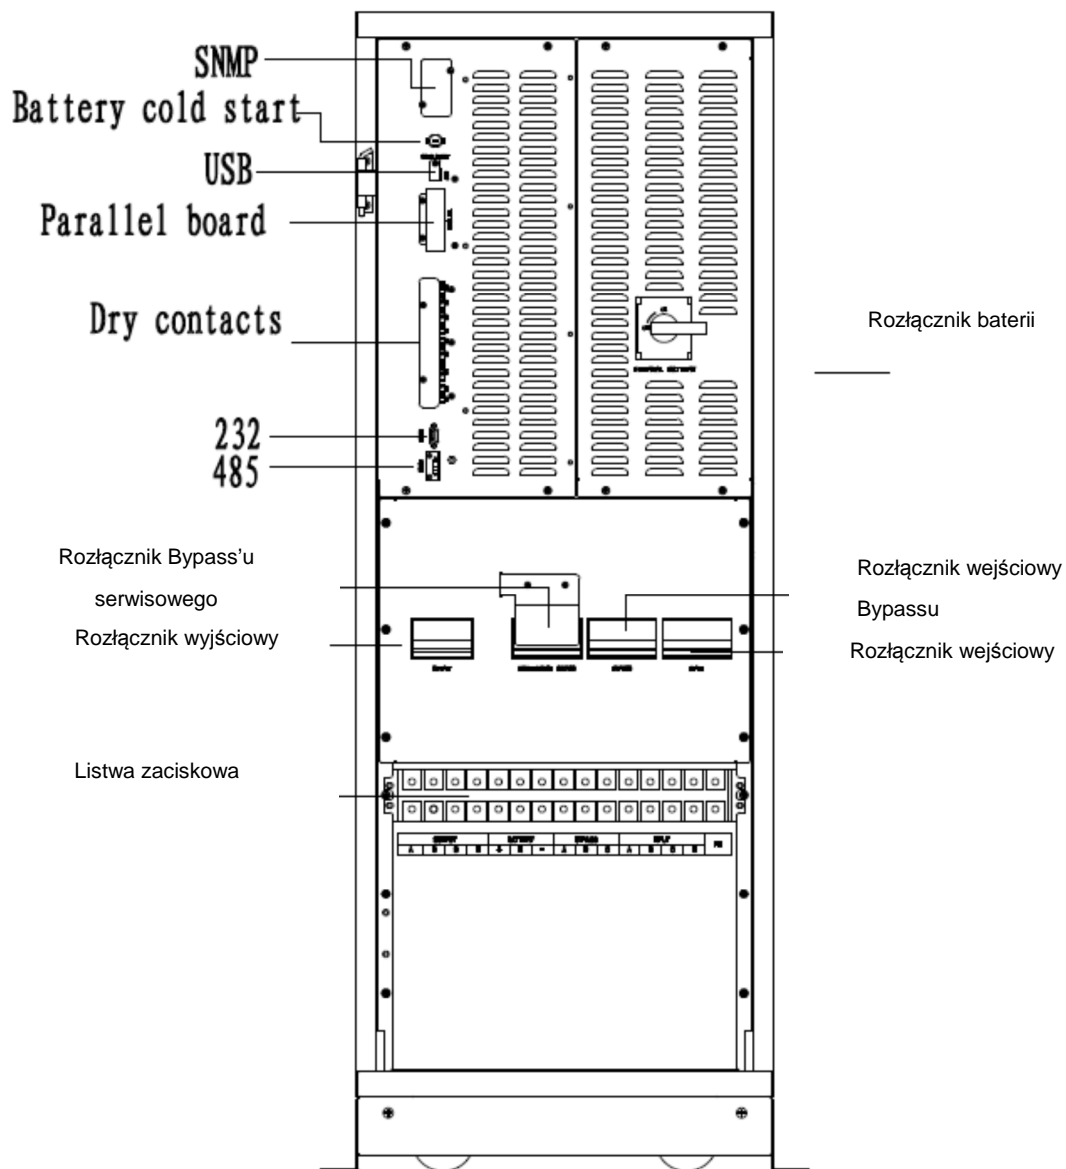 SNMP
Battery cold start
USB
Parallel board
Dry contacts
Rozłącznik baterii
232
485
Rozłącznik Bypass’u
serwisowego
Rozłącznik wyjściowy
Rozłącznik wejściowy
Bypassu
Rozłącznik wejściowy
Listwa zaciskowa